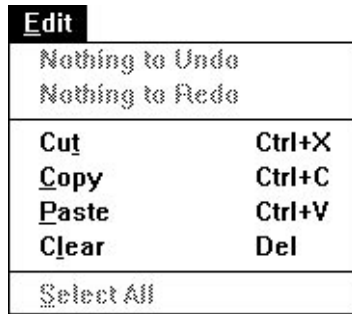 Edit
Nothing to Undo
Nothing to Redo
Cut Ctrl+X
Copy Ctrl+C
Paste Ctrl+V
Clear Del
Select All